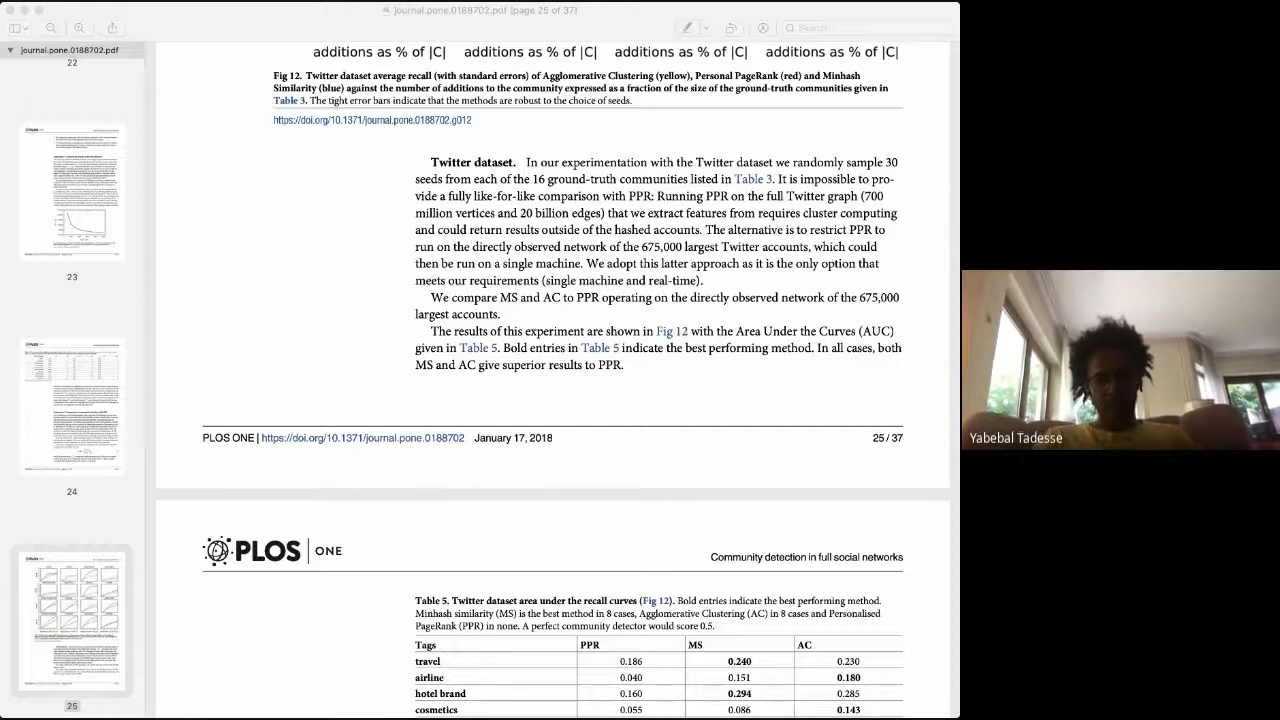 journal.pone.0188702.pdf (page 26 of 37)
Search
journal.pone.0188702.pdf
22
23
24
25
additions as % of |C| additions as % of |C| additions as % of |C| additions as % of |C|
Fig 12. Twitter dataset average recall (with standard errors) of Agglomerative Clustering (yellow), Personal PageRank (red) and Minhash
Similarity (blue) against the number of additions to the community expressed as a fraction of the size of the ground-truth communities given in
Table 3. The tight error bars indicate that the methods are robust to the choice of seeds.
https://doi.org/10.1371/journal.pone.0188702.g012
Twitter dataset. In our experimentation with the Twitter dataset we randomly sample 30
seeds from each of the 16 ground-truth communities listed in Table 3. It is impossible to pro-
vide a fully like-for-like comparison with PPR: Running PPR on the full Twitter graph (700
million vertices and 20 billion edges) that we extract features from requires cluster computing
and could return results outside of the hashed accounts. The alternative is to restrict PPR to
run on the directly observed network of the 675,000 largest Twitter accounts, which could
then be run on a single machine. We adopt this latter approach as it is the only option that
meets our requirements (single machine and real-time).
We compare MS and AC to PPR operating on the directly observed network of the 675,000
largest accounts.
The results of this experiment are shown in Fig 12 with the Area Under the Curves (AUC)
given in Table 5. Bold entries in Table 5 indicate the best performing method. In all cases, both
MS and AC give superior results to PPR.
PLOS ONE | https://doi.org/10.1371/journal.pone.0188702 January 17, 2018 25 / 37
PLOS ONE
Community detection in full social networks
Table 5. Twitter dataset area under the recall curves (Fig 12). Bold entries indicate the best performing method.
Minhash similarity (MS) is the best method in 8 cases, Agglomerative Clustering (AC) in 8 cases and Personalised
PageRank (PPR) in none. A perfect community detector would score 0.5.
Tags PPR MS AC
travel 0.186 0.240 0.230
airline 0.040 0.151 0.180
hotel brand 0.160 0.294 0.285
cosmetics 0.055 0.086 0.143
Yabebal Tadesse